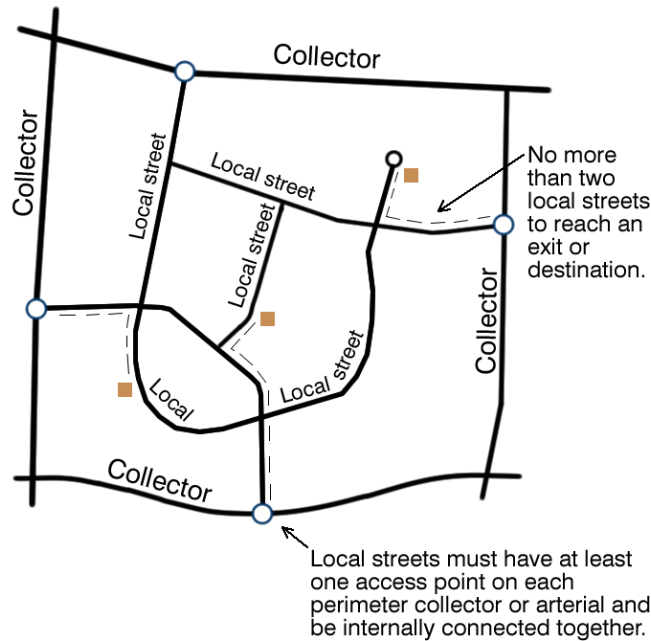 Collector
Collector
Local street
Local street
No more
than two
local streets
to reach an
exit or
destination.
Local street
Collector
Local street
Local
Collector
Local streets must have at least
one access point on each
perimeter collector or arterial and
be internally connected together.